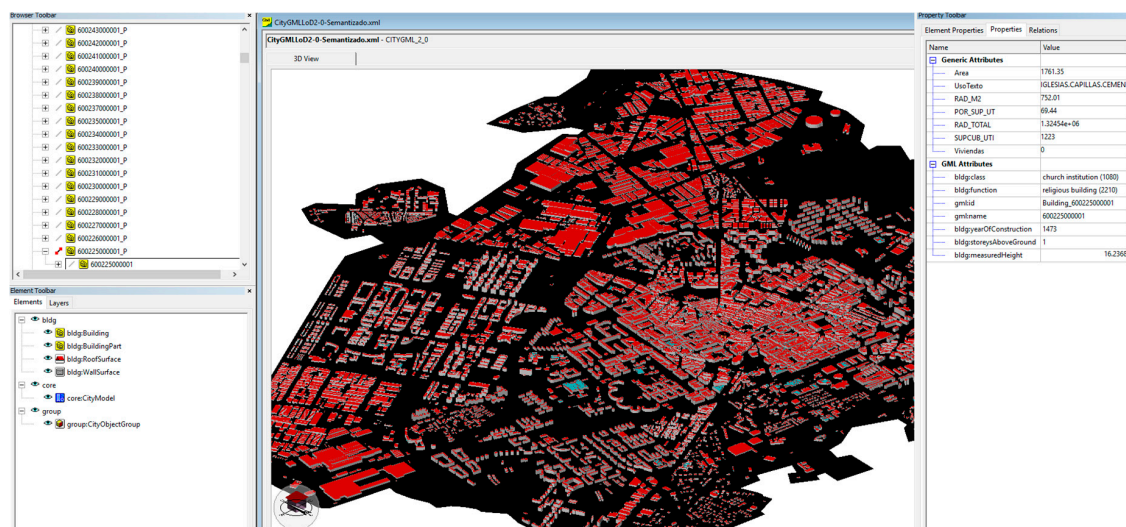 Browser Toolbar
600243000001_P
600242000001_P
600241000001_P
600240000001_P
600239000001_P
600238000001_P
600237000001_P
600235000001_P
600234000001_P
600233000001_P
600232000001_P
600231000001_P
600230000001_P
600229000001_P
600228000001_P
600227000001_P
600226000001_P
600225000001_P
600225000001
Element Toolbar
Elements Layers
bldg
bldg:Building
bldg:BuildingPart
bldg:RoofSurface
bldg:WallSurface
core
core:CityModel
group
group:CityObjectGroup
CityGMLLoD2-0-Semantizado.xml
CityGMLLoD2-0-Semantizado.xml - CITYGML_2_0
3D View
Property Toolbar
Element Properties Properties Relations
Name Value
Generic Attributes
Area 1761.35
UsoTexto IGLESIAS.CAPILLAS.CEMEN
RAD_M2 752.01
POR_SUP_UT 69.44
RAD_TOTAL 1.32454e+06
SUPCUB_UTI 1223
Viviendas 0
GML Attributes
bldg:class church institution (1080)
bldg:function religious building (2210)
gml:id Building_600225000001
gml:name 600225000001
bldg:yearOfConstruction 1473
bldg:storeysAboveGround 1
bldg:measuredHeight 16.2368